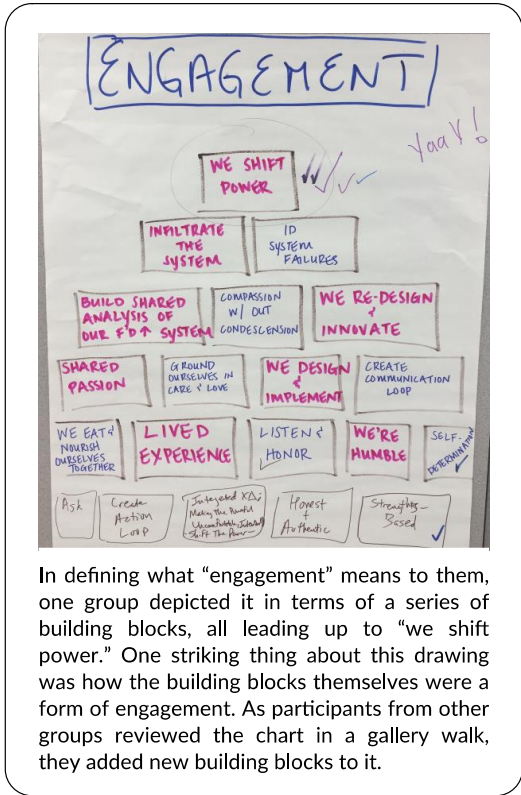 ENGAGEMENT
Yaay!
WE SHIFT
POWER
INFILTRATE
THE
SYSTEM
ID
SYSTEM
FAILURES
BUILD SHARED
ANALYSIS OF
OUR F'D↑ SYSTEM
COMPASSION
W/ OUT
CONDESCENSION
WE RE-DESIGN
&
INNOVATE
SHARED
PASSION
GROUND
OURSELVES IN
CARE & LOVE
WE DESIGN
&
IMPLEMENT
CREATE
COMMUNICATION
LOOP
WE EAT &
NOURISH
OURSELVES
TOGETHER
LIVED
EXPERIENCE
LISTEN &
HONOR
WE'RE
HUMBLE
SELF-
DETERMINATION
Ask
Create
Action
Loop
Making The
Shift The Power
Honest
+
Authentic
Strengths-
Based
In defining what “engagement” means to them,
one group depicted it in terms of a series of
building blocks, all leading up to “we shift
power.” One striking thing about this drawing
was how the building blocks themselves were a
form of engagement. As participants from other
groups reviewed the chart in a gallery walk,
they added new building blocks to it.